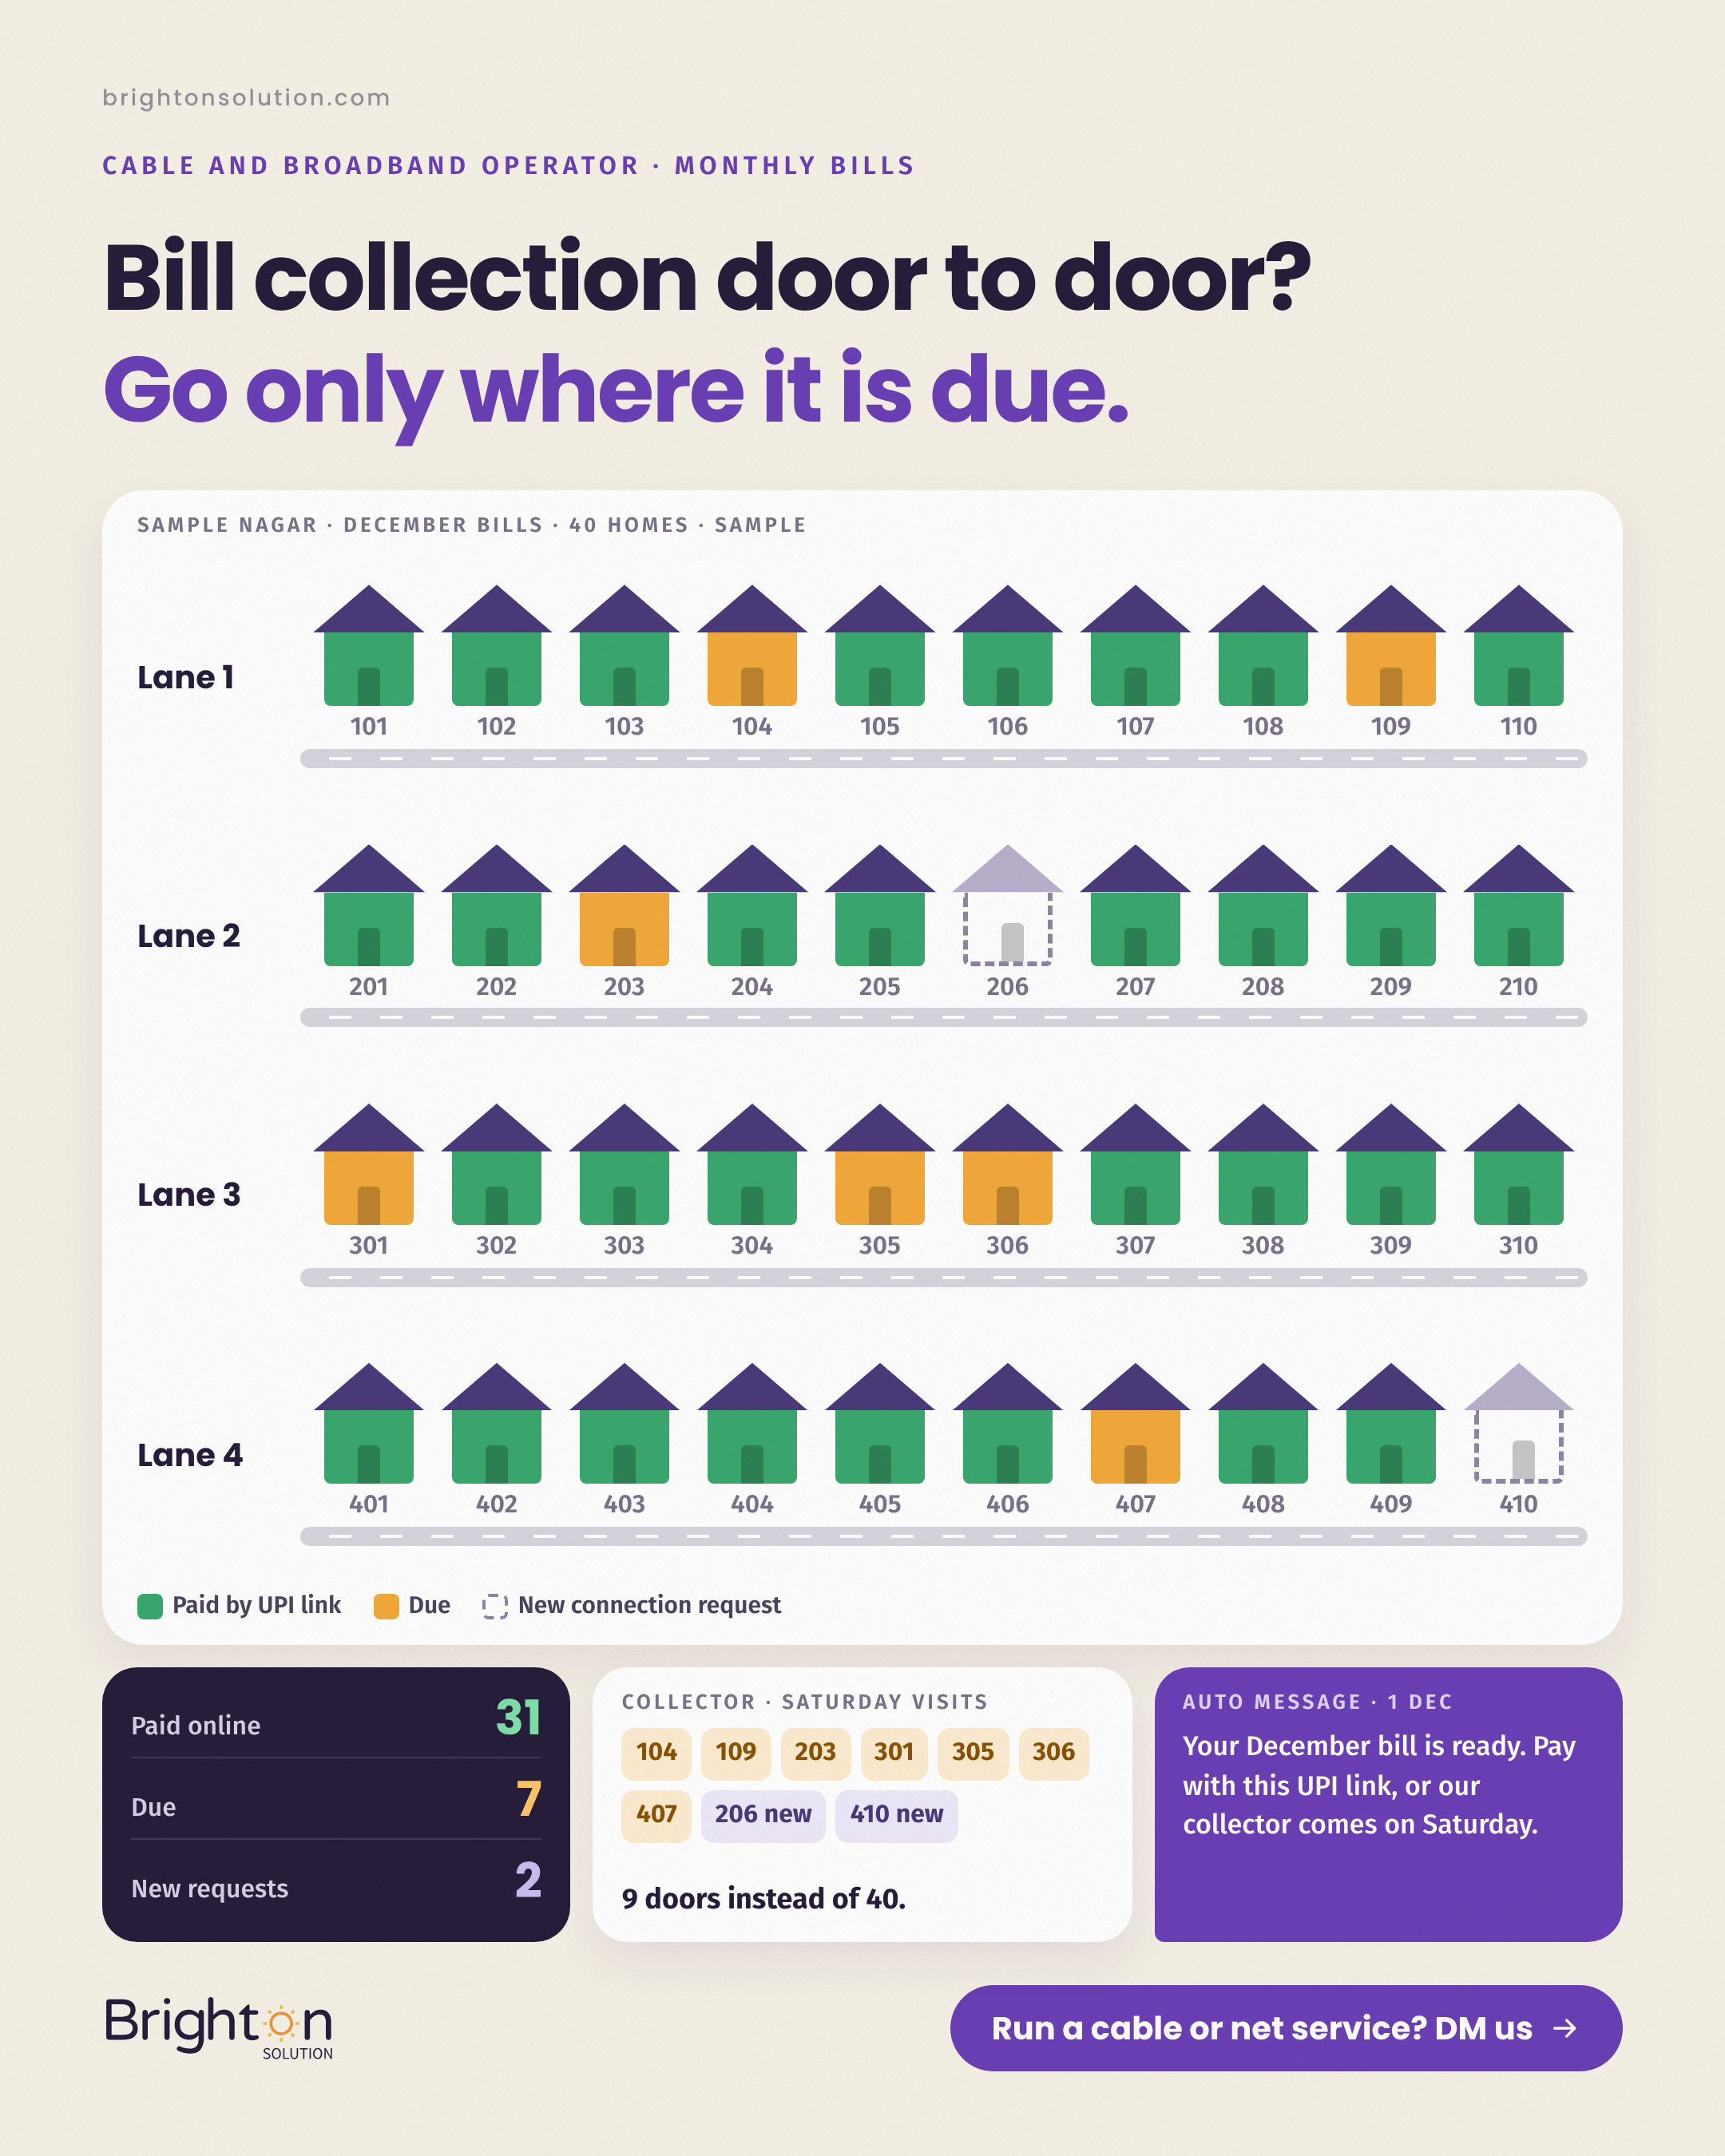 brightonsolution.com
CABLE AND BROADBAND OPERATOR · MONTHLY BILLS
Bill collection door to door?
Go only where it is due.
SAMPLE NAGAR · DECEMBER BILLS · 40 HOMES · SAMPLE
Lane 1
101 102 103 104 105 106 107 108 109 110
Lane 2
201 202 203 204 205 206 207 208 209 210
Lane 3
301 302 303 304 305 306 307 308 309 310
Lane 4
401 402 403 404 405 406 407 408 409 410
Paid by UPI link Due New connection request
Paid online 31
Due 7
New requests 2
COLLECTOR · SATURDAY VISITS
104 109 203 301 305 306
407 206 new 410 new
9 doors instead of 40.
AUTO MESSAGE · 1 DEC
Your December bill is ready. Pay
with this UPI link, or our
collector comes on Saturday.
Brighton
SOLUTION
Run a cable or net service? DM us →